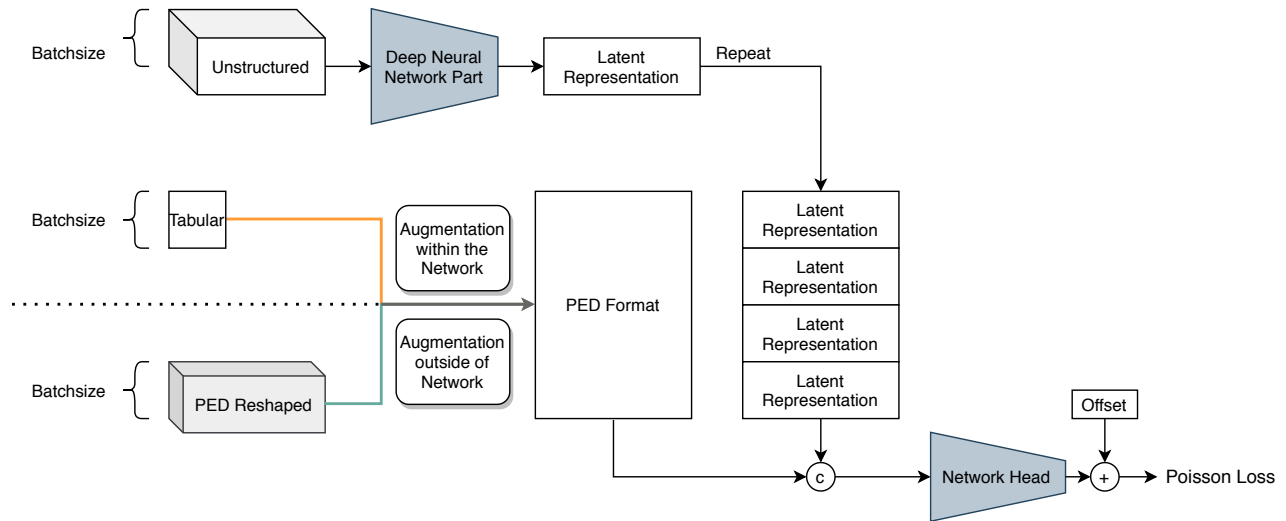 Batchsize
Unstructured
Deep Neural
Network Part
Latent
Representation
Repeat
Batchsize
Tabular
Augmentation
within the
Network
PED Format
Latent
Representation
Latent
Representation
Latent
Representation
Latent
Representation
Batchsize
PED Reshaped
Augmentation
outside of
Network
Offset
c
Network Head
+
Poisson Loss